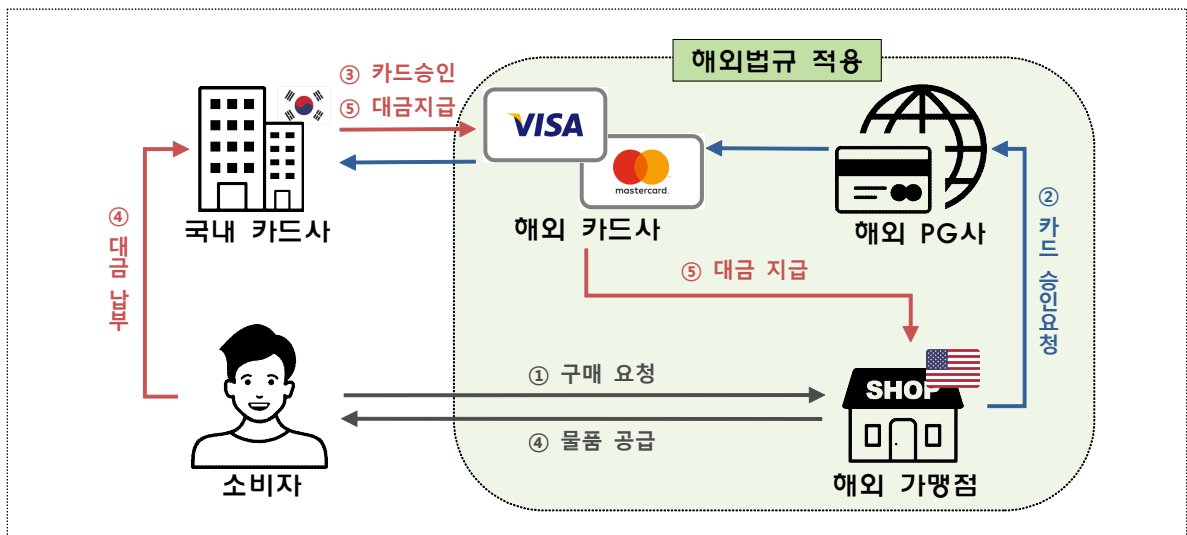 해외법규 적용
③ 카드승인
⑤ 대금지급
VISA
mastercard.
국내 카드사
해외 카드사
해외 PG사
④ 대금 납부
② 카드 승인요청
⑤ 대금 지급
① 구매 요청
SHOP
④ 물품 공급
소비자
해외 가맹점